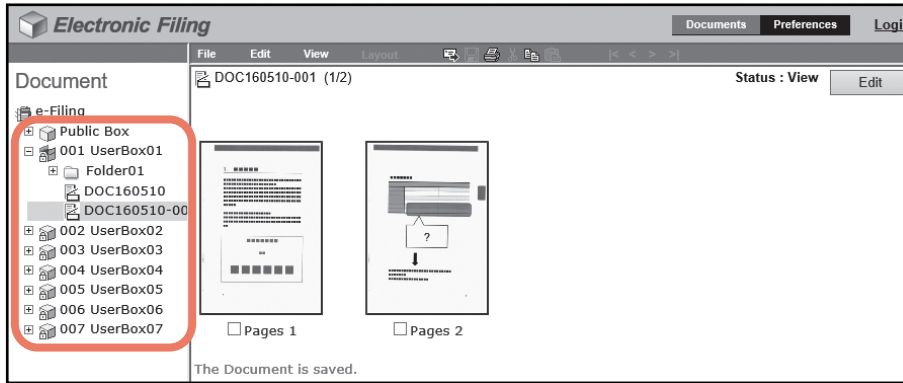 Electronic Filing
Documents Preferences Logi
File Edit View Layout |< < > >|
Document
DOC160510-001 (1/2)
Status : View Edit
e-Filing
Public Box
001 UserBox01
Folder01
DOC160510
DOC160510-00
002 UserBox02
003 UserBox03
004 UserBox04
005 UserBox05
006 UserBox06
007 UserBox07
1
?
Pages 1
Pages 2
The Document is saved.